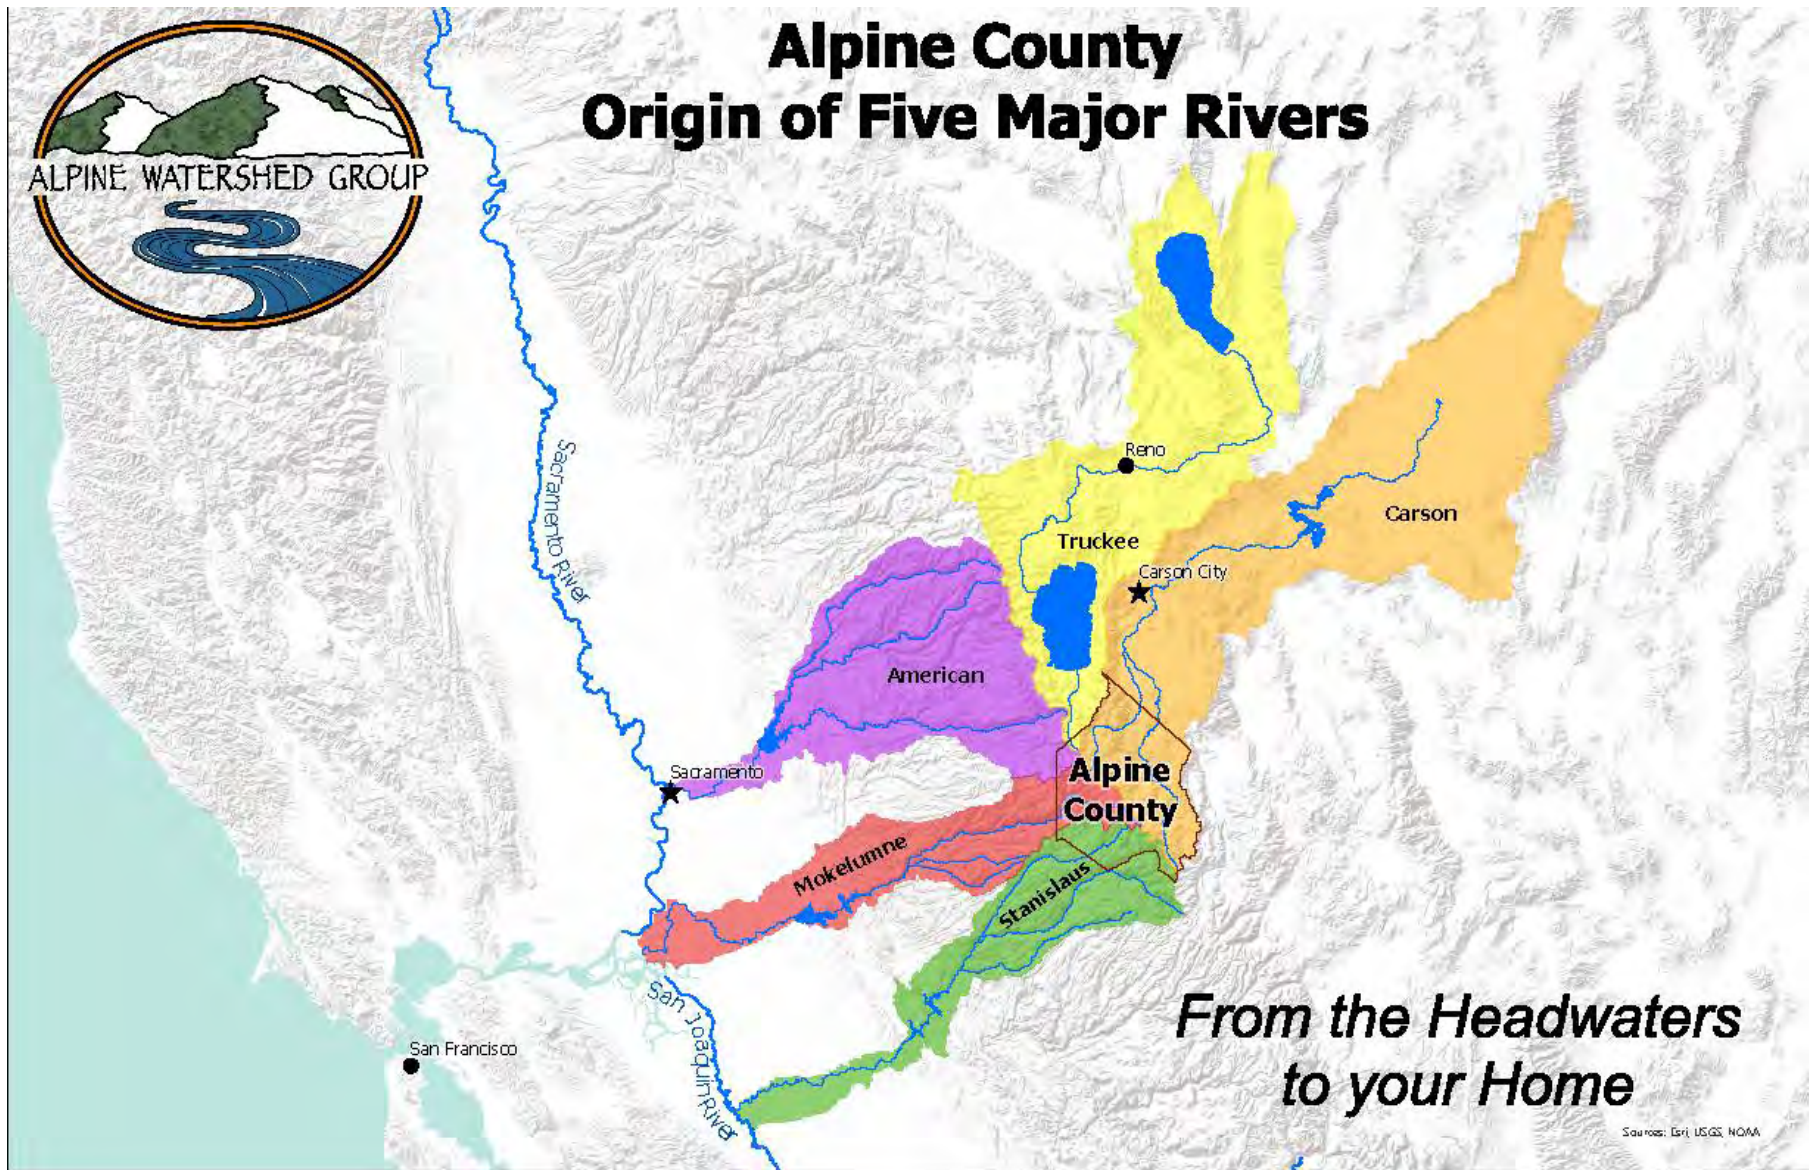 Alpine County
Origin of Five Major Rivers
ALPINE WATERSHED GROUP
Sacramento River
Reno
Carson
Truckee
Carson City
American
Sacramento
Alpine
County
Mokelumne
Stanislaus
San Joaquin River
San Francisco
From the Headwaters
to your Home
Sources: Esri, USGS, NOAA